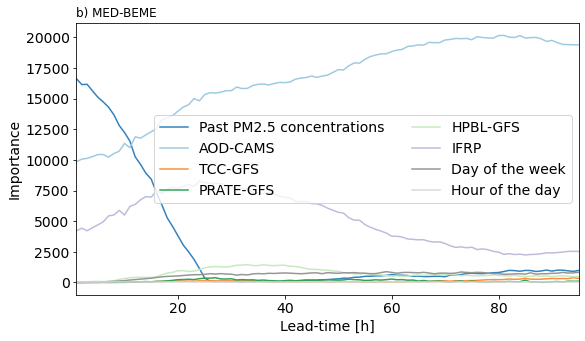 b) MED-BEME
20000
17500
15000
12500
10000
7500
5000
2500
0
Importance
Past PM2.5 concentrations
AOD-CAMS
TCC-GFS
PRATE-GFS
HPBL-GFS
IFRP
Day of the week
Hour of the day
20 40 60 80
Lead-time [h]